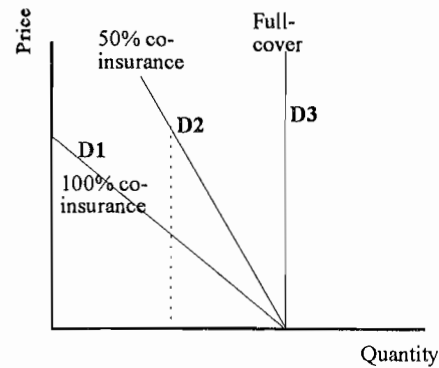 Price
50% co-
insurance
Full-
cover
D1
D2
D3
100% co-
insurance
Quantity